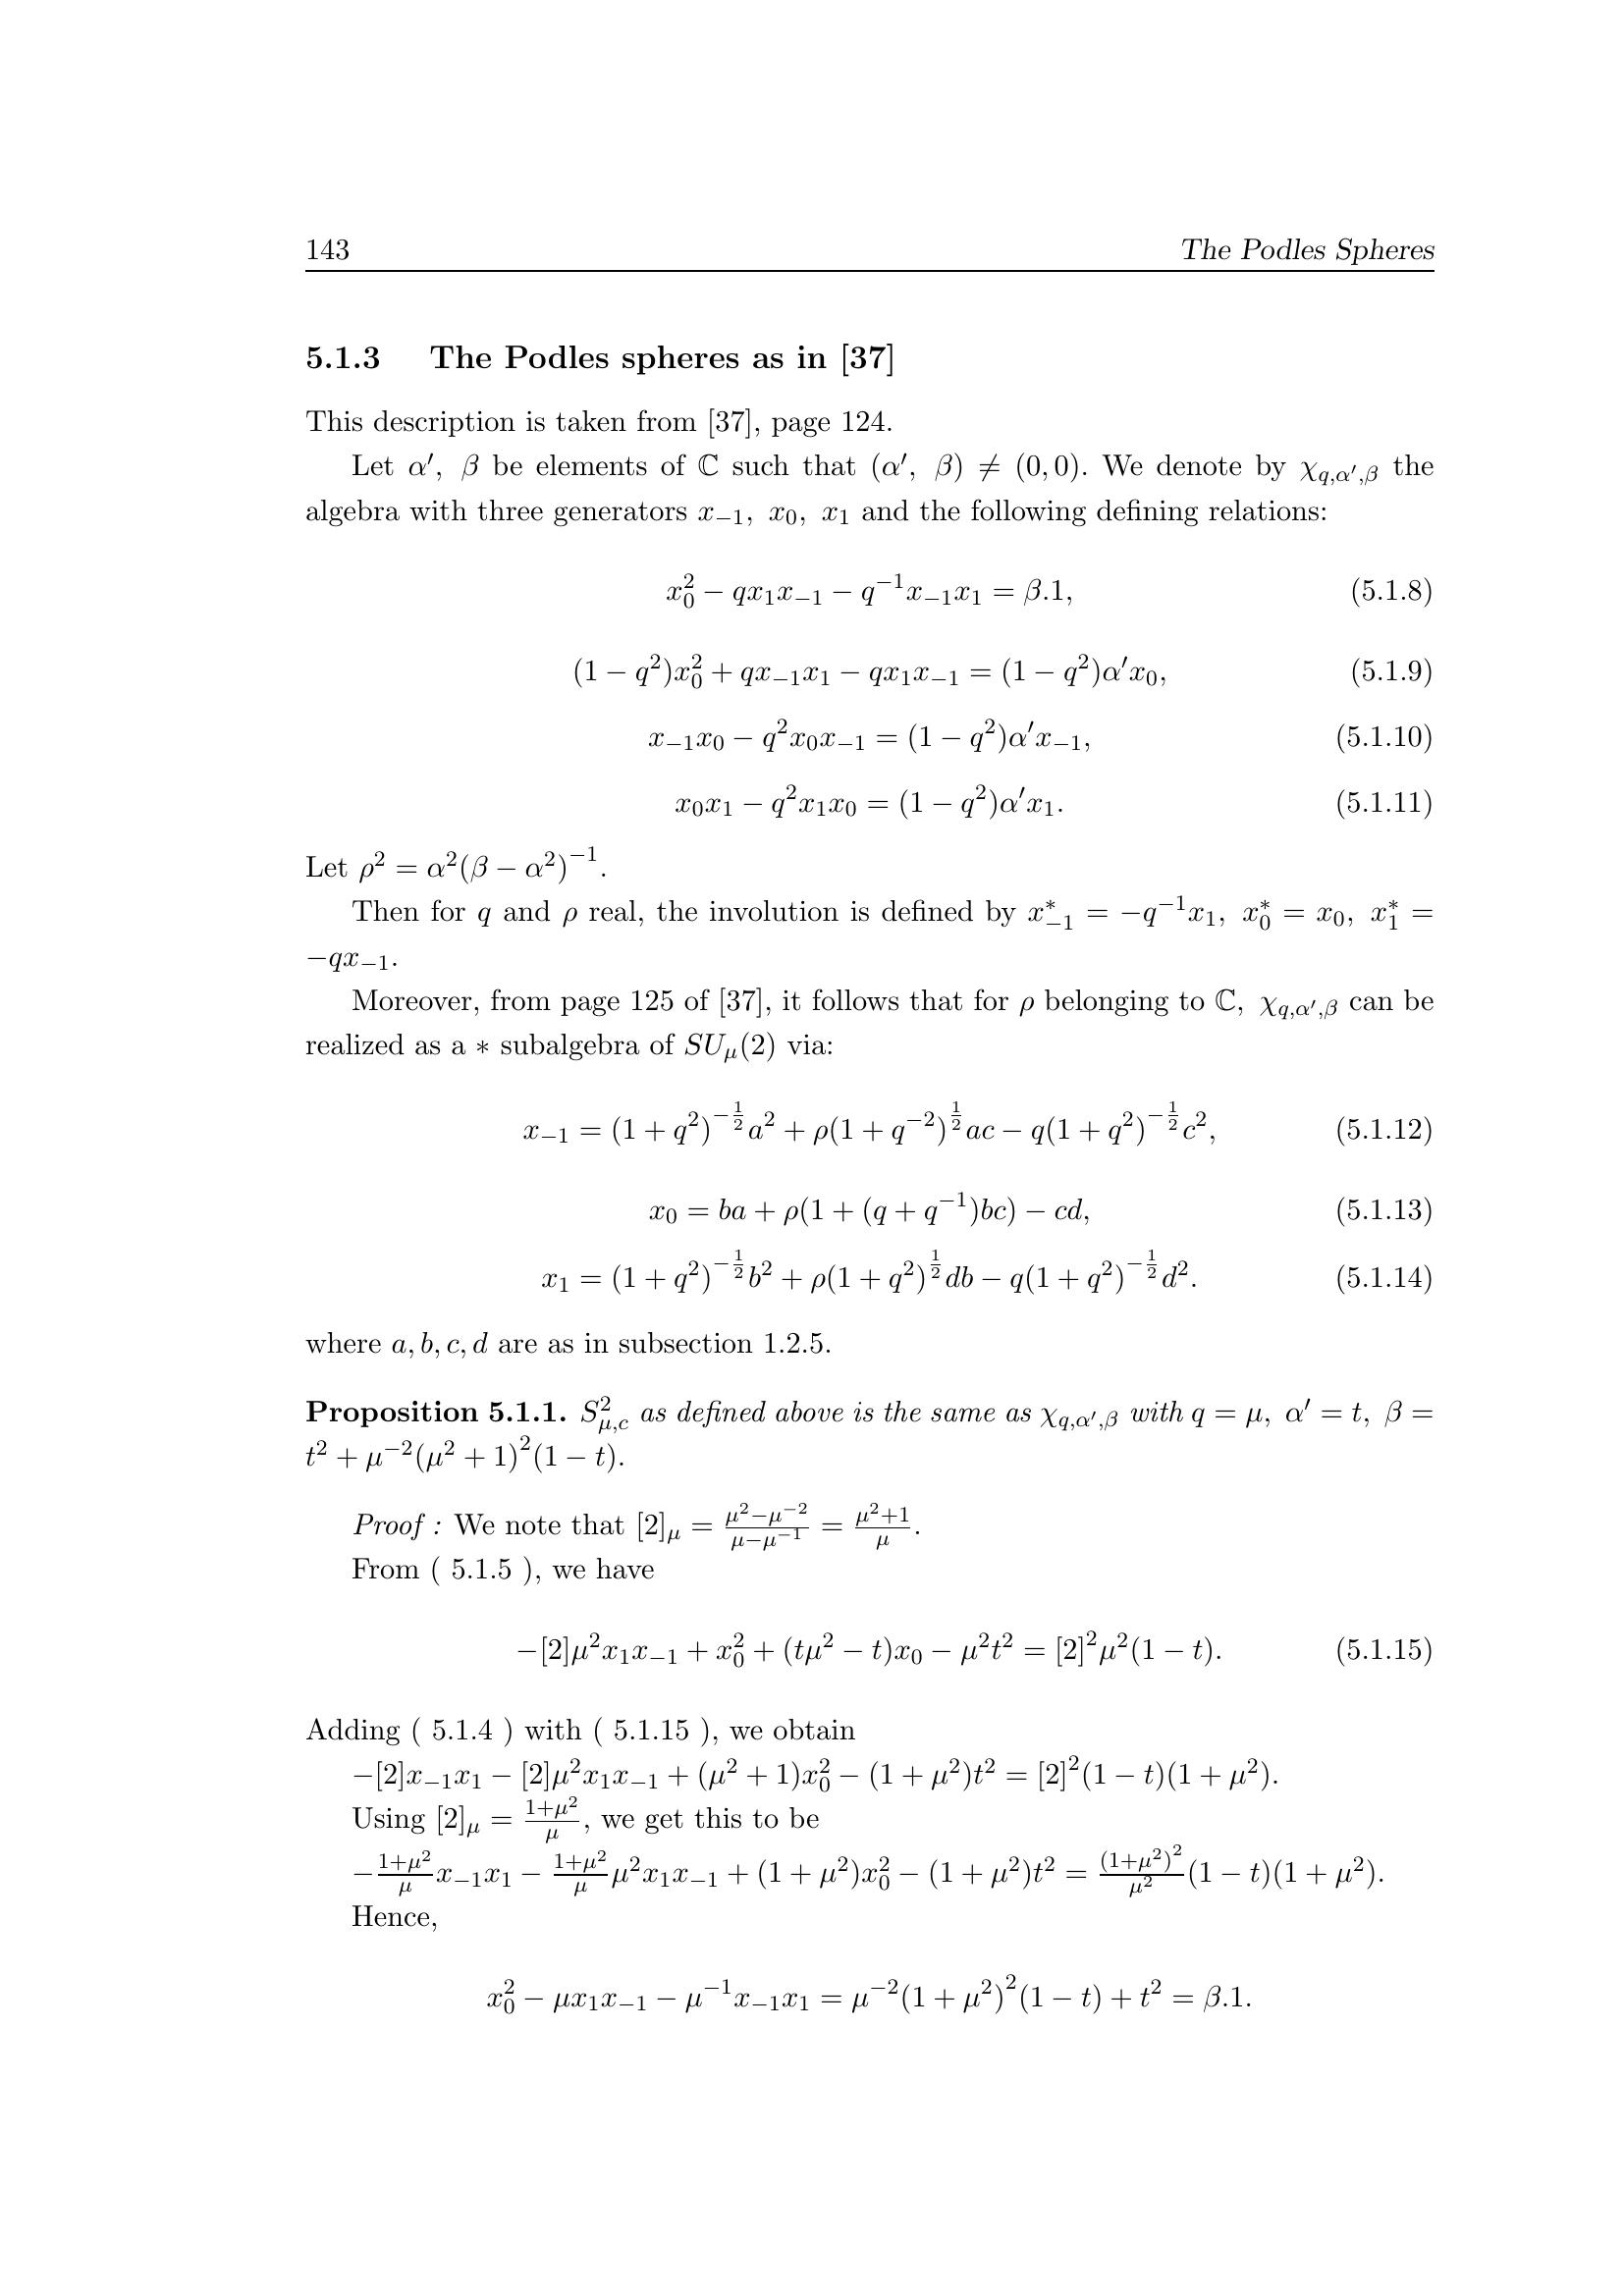 143 The Podles Spheres
5.1.3 The Podles spheres as in [37]
This description is taken from [37], page 124.
Let $\alpha'$, $\beta$ be elements of $\mathbb{C}$ such that $(\alpha', \beta) \neq (0,0)$. We denote by $\chi_{q,\alpha',\beta}$ the
algebra with three generators $x_{-1}, x_0, x_1$ and the following defining relations:
$x_0^2 - qx_1x_{-1} - q^{-1}x_{-1}x_1 = \beta.1,$ (5.1.8)
$(1 - q^2)x_0^2 + qx_{-1}x_1 - qx_1x_{-1} = (1 - q^2)\alpha'x_0,$ (5.1.9)
$x_{-1}x_0 - q^2x_0x_{-1} = (1 - q^2)\alpha'x_{-1},$ (5.1.10)
$x_0x_1 - q^2x_1x_0 = (1 - q^2)\alpha'x_1.$ (5.1.11)
Let $\rho^2 = \alpha^2(\beta - \alpha^2)^{-1}$.
Then for $q$ and $\rho$ real, the involution is defined by $x_{-1}^* = -q^{-1}x_1, x_0^* = x_0, x_1^* =$
$-qx_{-1}$.
Moreover, from page 125 of [37], it follows that for $\rho$ belonging to $\mathbb{C}$, $\chi_{q,\alpha',\beta}$ can be
realized as a $*$ subalgebra of $SU_\mu(2)$ via:
$x_{-1} = (1 + q^2)^{-\frac{1}{2}}a^2 + \rho(1 + q^{-2})^{\frac{1}{2}}ac - q(1 + q^2)^{-\frac{1}{2}}c^2,$ (5.1.12)
$x_0 = ba + \rho(1 + (q + q^{-1})bc) - cd,$ (5.1.13)
$x_1 = (1 + q^2)^{-\frac{1}{2}}b^2 + \rho(1 + q^2)^{\frac{1}{2}}db - q(1 + q^2)^{-\frac{1}{2}}d^2.$ (5.1.14)
where $a, b, c, d$ are as in subsection 1.2.5.
Proposition 5.1.1. $S^2_{\mu,c}$ as defined above is the same as $\chi_{q,\alpha',\beta}$ with $q = \mu, \alpha' = t, \beta =$
$t^2 + \mu^{-2}(\mu^2 + 1)^2(1 - t)$.
Proof : We note that $[2]_\mu = \frac{\mu^2-\mu^{-2}}{\mu-\mu^{-1}} = \frac{\mu^2+1}{\mu}$.
From ( 5.1.5 ), we have
$-[2]\mu^2x_1x_{-1} + x_0^2 + (t\mu^2 - t)x_0 - \mu^2t^2 = [2]^2\mu^2(1 - t).$ (5.1.15)
Adding ( 5.1.4 ) with ( 5.1.15 ), we obtain
$-[2]x_{-1}x_1 - [2]\mu^2x_1x_{-1} + (\mu^2 + 1)x_0^2 - (1 + \mu^2)t^2 = [2]^2(1 - t)(1 + \mu^2).$
Using $[2]_\mu = \frac{1+\mu^2}{\mu}$, we get this to be
$-\frac{1+\mu^2}{\mu}x_{-1}x_1 - \frac{1+\mu^2}{\mu}\mu^2x_1x_{-1} + (1 + \mu^2)x_0^2 - (1 + \mu^2)t^2 = \frac{(1+\mu^2)^2}{\mu^2}(1 - t)(1 + \mu^2).$
Hence,
$x_0^2 - \mu x_1x_{-1} - \mu^{-1}x_{-1}x_1 = \mu^{-2}(1 + \mu^2)^2(1 - t) + t^2 = \beta.1.$